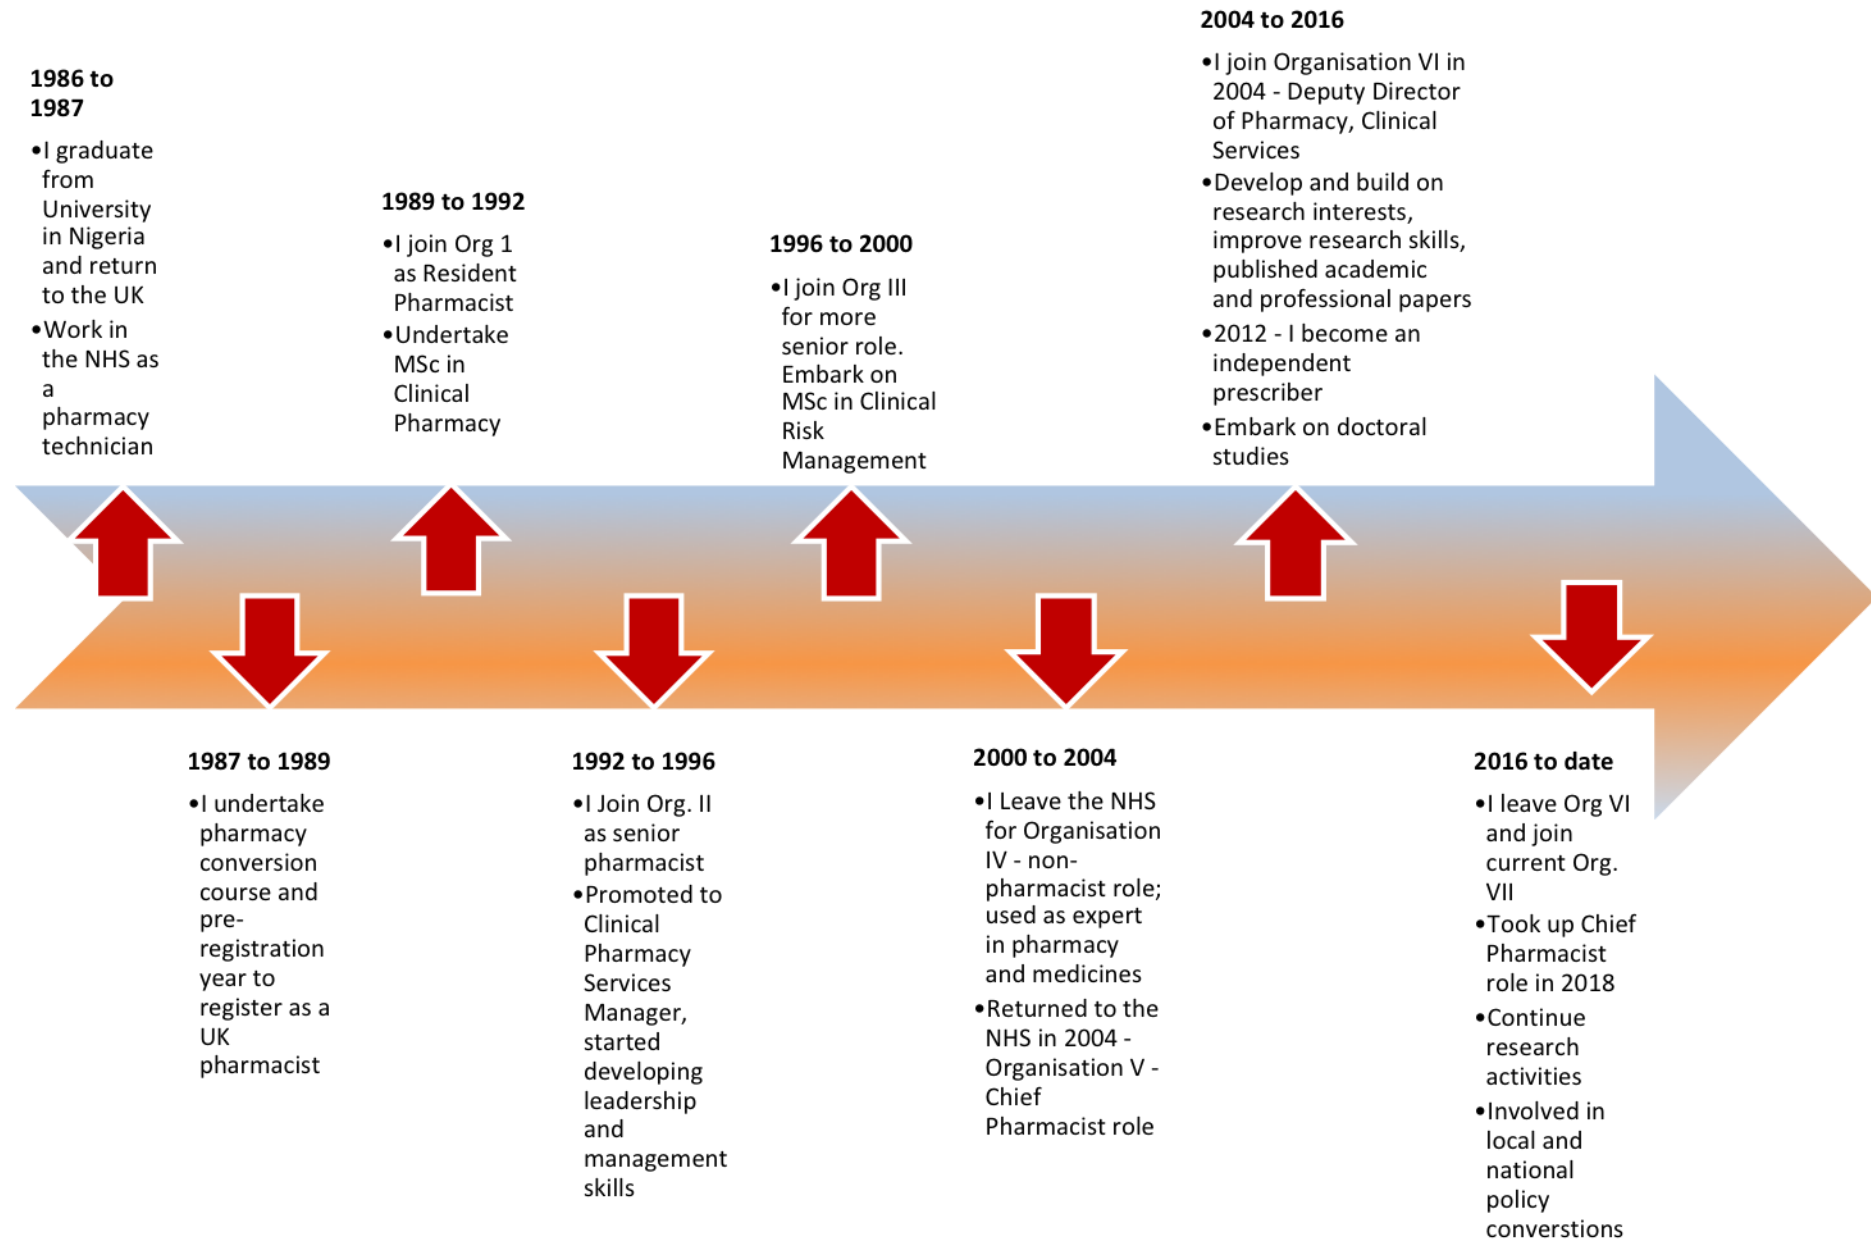 1986 to
1987
•I graduate
from
University
in Nigeria
and return
to the UK
•Work in
the NHS as
a
pharmacy
technician
1987 to 1989
•I undertake
pharmacy
conversion
course and
pre-
registration
year to
register as a
UK
pharmacist
1989 to 1992
•I join Org 1
as Resident
Pharmacist
•Undertake
MSc in
Clinical
Pharmacy
1992 to 1996
•I Join Org. II
as senior
pharmacist
•Promoted to
Clinical
Pharmacy
Services
Manager,
started
developing
leadership
and
management
skills
1996 to 2000
•I join Org III
for more
senior role.
Embark on
MSc in Clinical
Risk
Management
2000 to 2004
•I Leave the NHS
for Organisation
IV - non-
pharmacist role;
used as expert
in pharmacy
and medicines
•Returned to the
NHS in 2004 -
Organisation V -
Chief
Pharmacist role
2004 to 2016
•I join Organisation VI in
2004 - Deputy Director
of Pharmacy, Clinical
Services
•Develop and build on
research interests,
improve research skills,
published academic
and professional papers
•2012 - I become an
independent
prescriber
•Embark on doctoral
studies
2016 to date
•I leave Org VI
and join
current Org.
VII
•Took up Chief
Pharmacist
role in 2018
•Continue
research
activities
•Involved in
local and
national
policy
converstions